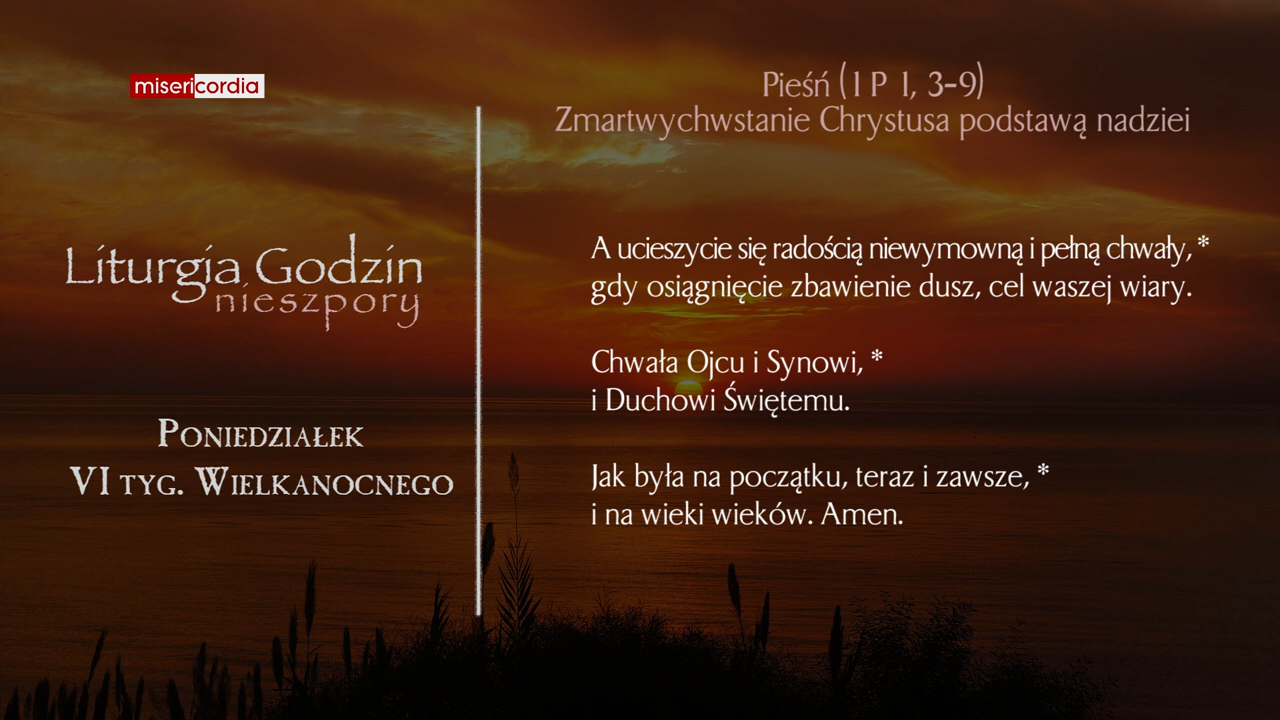 misericordia
Liturgia Godzin
nieszpory
Poniedziałek
VI tyg. Wielkanocnego
Pieśń (1 P 1, 3-9)
Zmartwychwstanie Chrystusa podstawą nadziei
A ucieszycie się radością niewymowną i pełną chwały, *
gdy osiągnięcie zbawienie dusz, cel waszej wiary.
Chwała Ojcu i Synowi, *
i Duchowi Świętemu.
Jak była na początku, teraz i zawsze, *
i na wieki wieków. Amen.